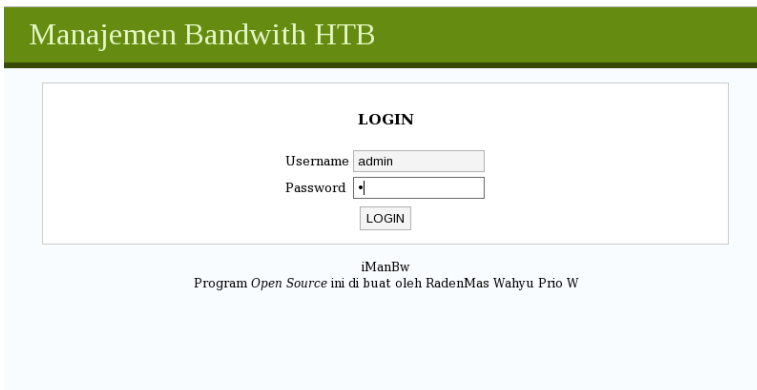 Manajemen Bandwith HTB
LOGIN
Username admin
Password •
LOGIN
iManBw
Program Open Source ini di buat oleh RadenMas Wahyu Prio W